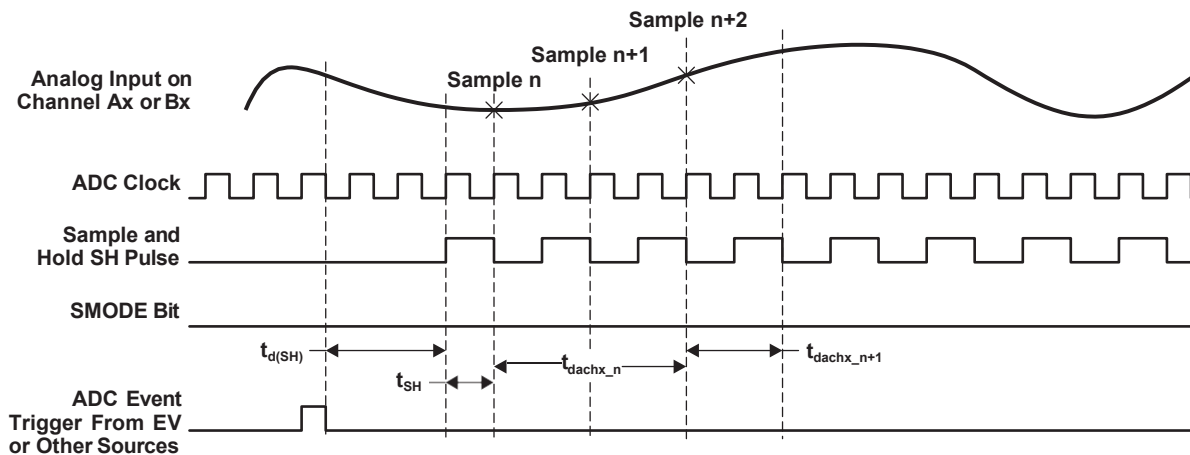 Sample n+2
Sample n+1
Analog Input on
Channel Ax or Bx
Sample n
ADC Clock
Sample and
Hold SH Pulse
SMODE Bit
td(SH)
tdachx_n
tdachx_n+1
tSH
ADC Event
Trigger From EV
or Other Sources